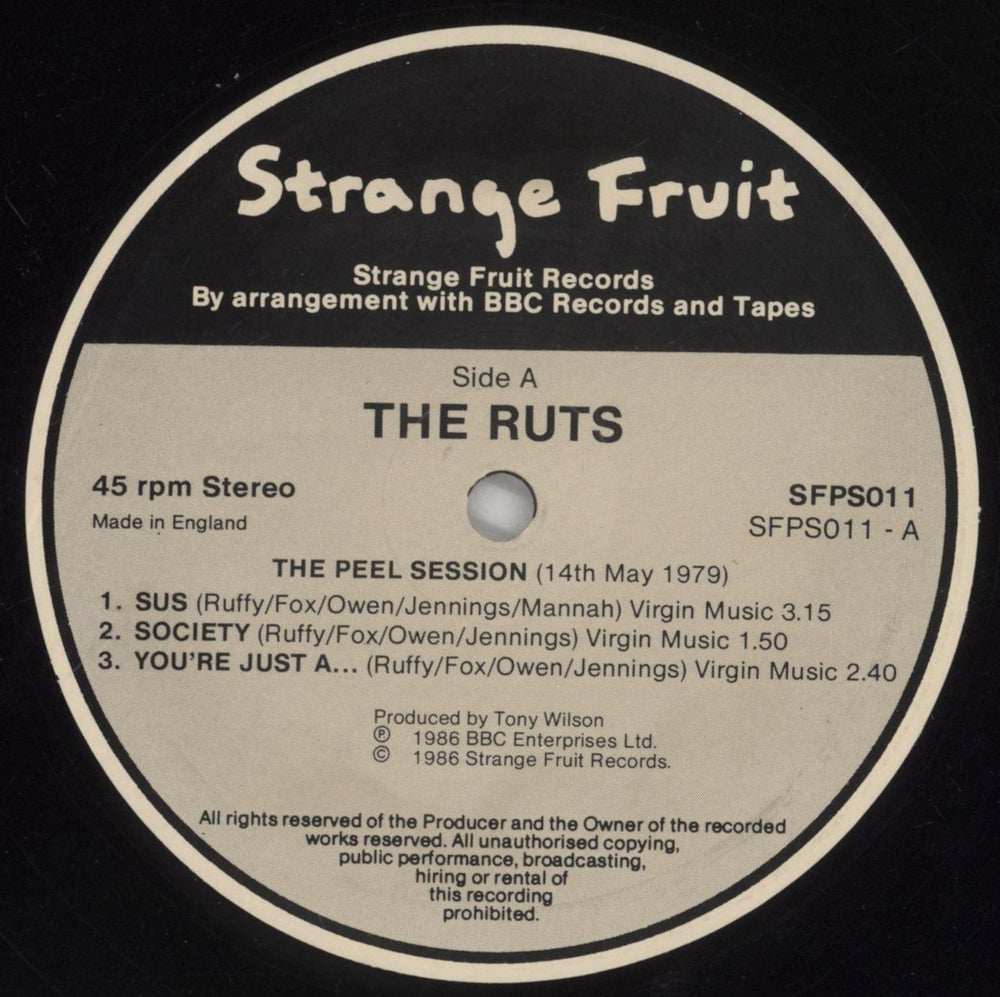 Strange Fruit
Strange Fruit Records
By arrangement with BBC Records and Tapes
Side A
THE RUTS
45 rpm Stereo
Made in England
SFPS011
SFPS011 - A
THE PEEL SESSION (14th May 1979)
1. SUS (Ruffy/Fox/Owen/Jennings/Mannah) Virgin Music 3.15
2. SOCIETY (Ruffy/Fox/Owen/Jennings) Virgin Music 1.50
3. YOU'RE JUST A... (Ruffy/Fox/Owen/Jennings) Virgin Music 2.40
Produced by Tony Wilson
Ⓟ 1986 BBC Enterprises Ltd.
© 1986 Strange Fruit Records.
All rights reserved of the Producer and the Owner of the recorded
works reserved. All unauthorised copying,
public performance, broadcasting,
hiring or rental of
this recording
prohibited.